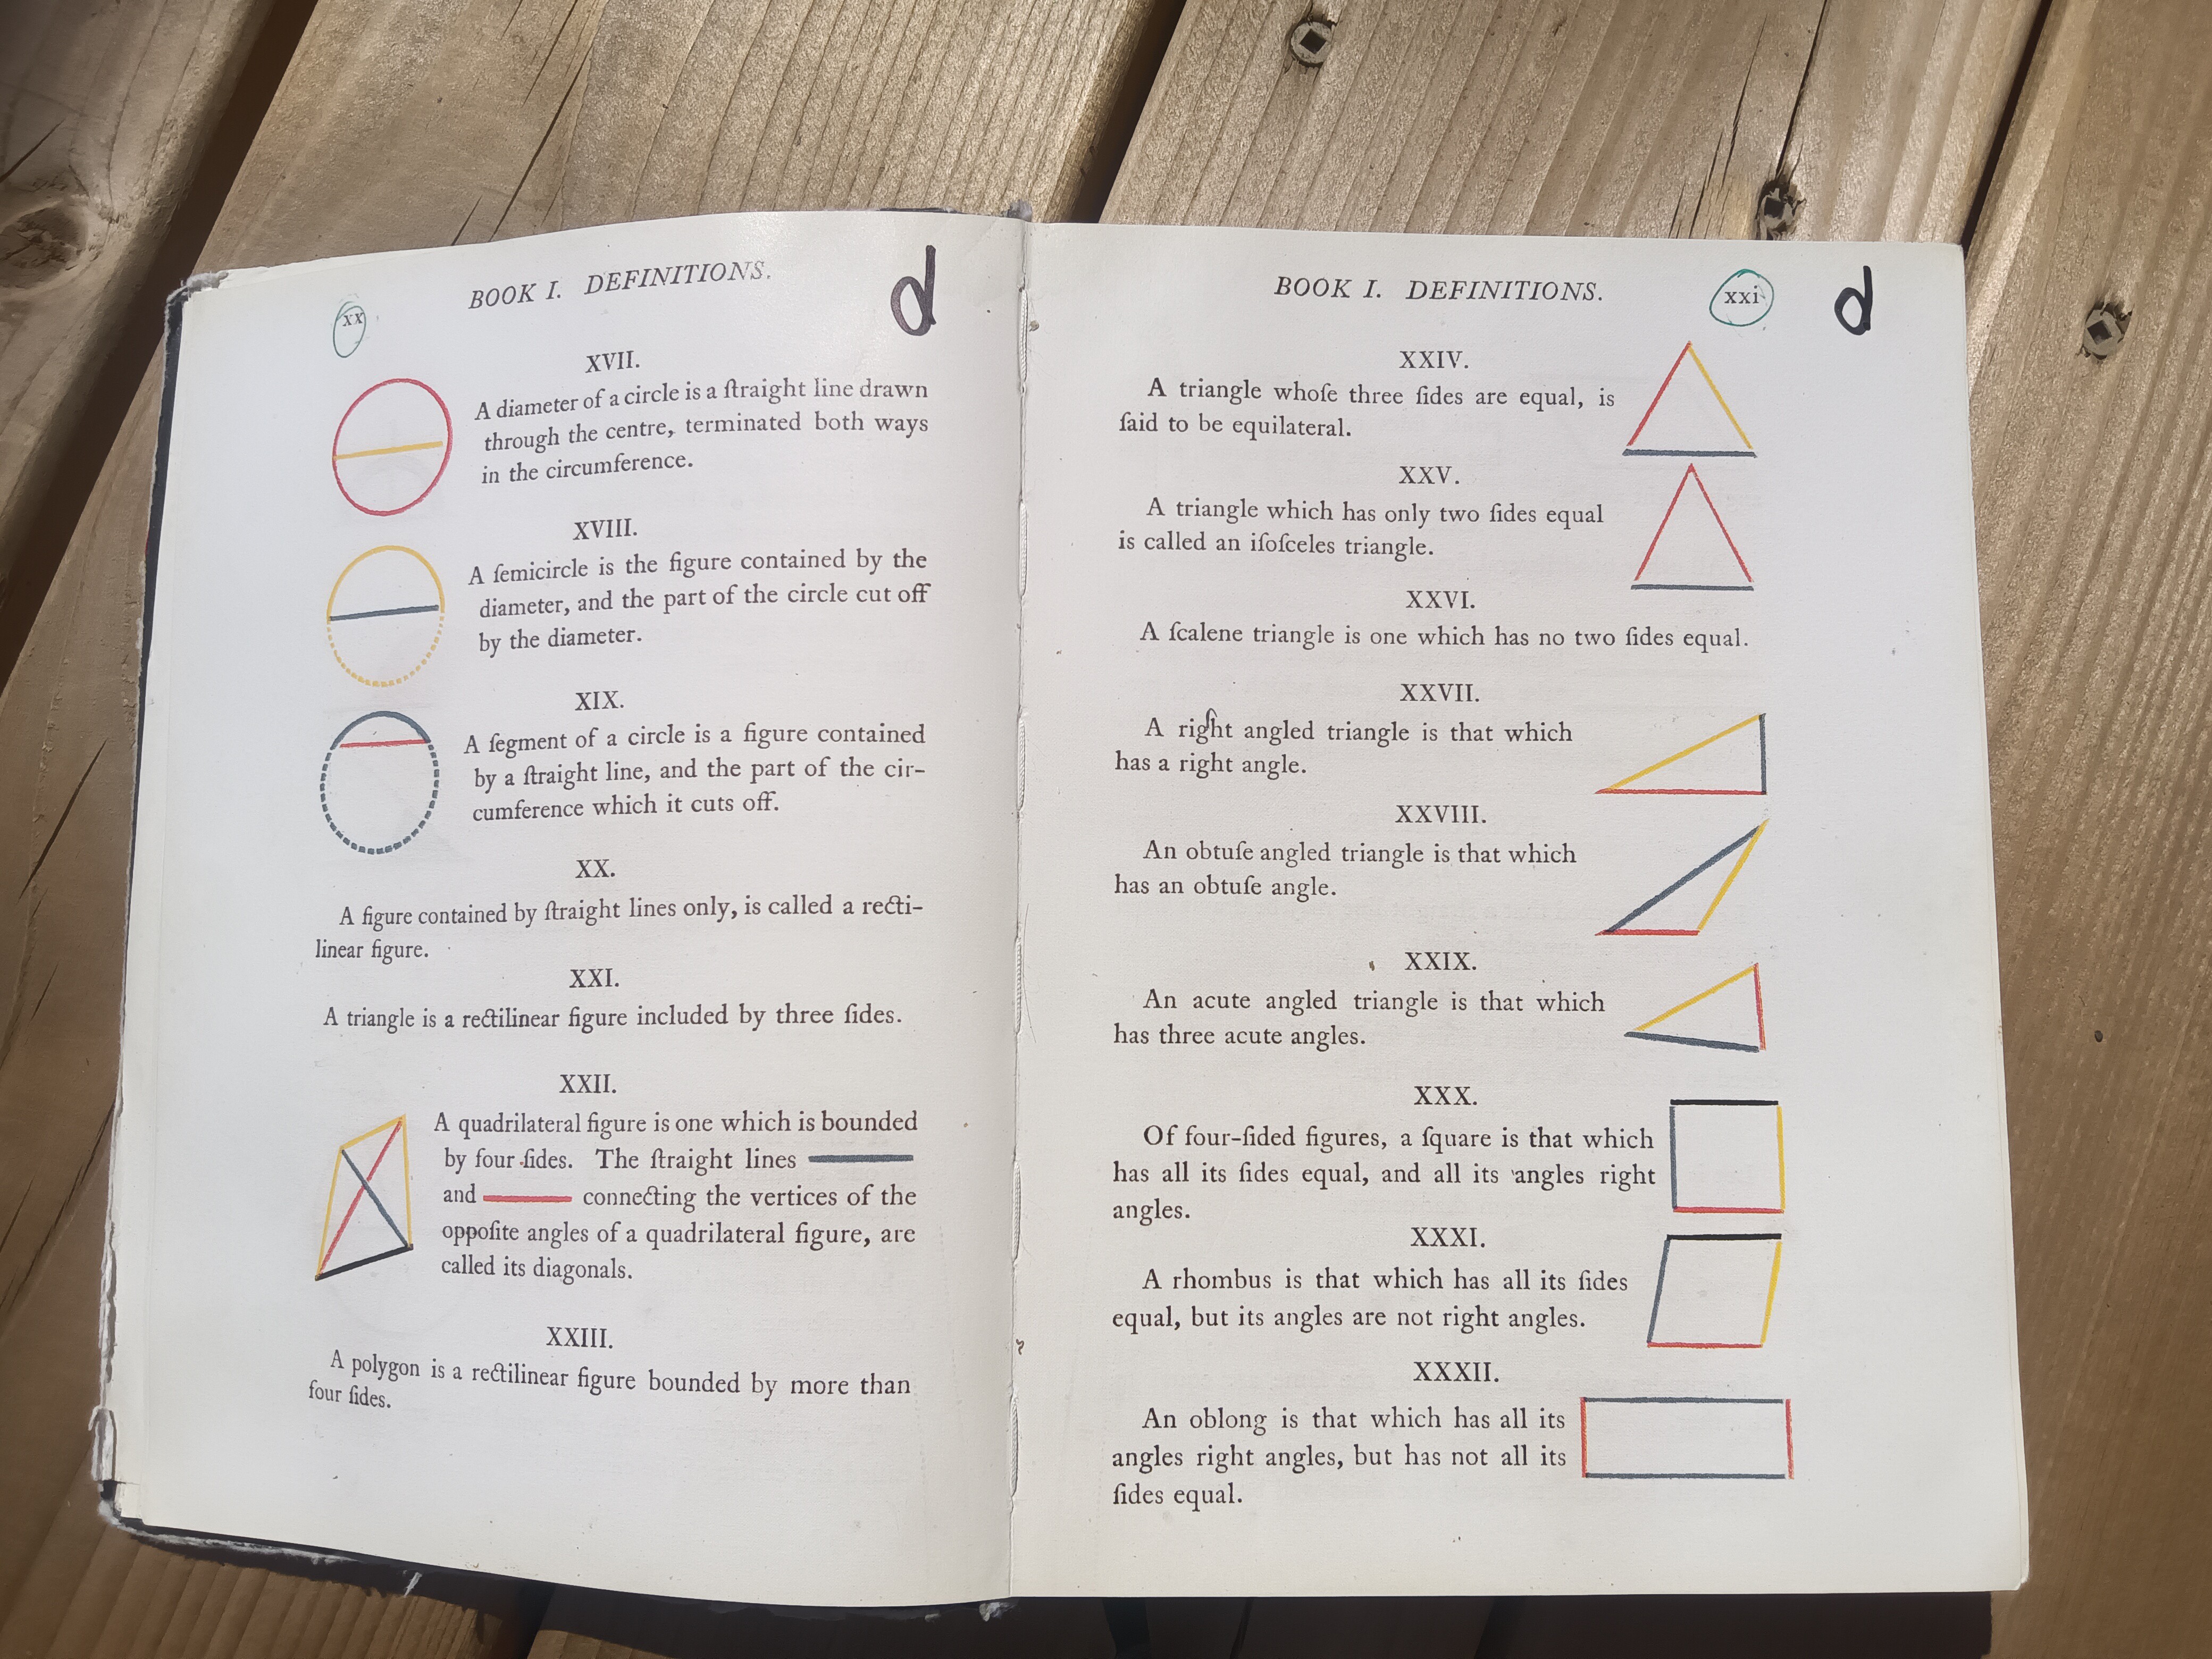 xx
BOOK I. DEFINITIONS.
d
XVII.
A diameter of a circle is a ſtraight line drawn
through the centre, terminated both ways
in the circumference.
XVIII.
A ſemicircle is the figure contained by the
diameter, and the part of the circle cut off
by the diameter.
XIX.
A ſegment of a circle is a figure contained
by a ſtraight line, and the part of the cir-
cumference which it cuts off.
XX.
A figure contained by ſtraight lines only, is called a recti-
linear figure.
XXI.
A triangle is a rectilinear figure included by three ſides.
XXII.
A quadrilateral figure is one which is bounded
by four ſides. The ſtraight lines
and connecting the vertices of the
oppoſite angles of a quadrilateral figure, are
called its diagonals.
XXIII.
A polygon is a rectilinear figure bounded by more than
four ſides.
BOOK I. DEFINITIONS.
xxi
d
XXIV.
A triangle whoſe three ſides are equal, is
ſaid to be equilateral.
XXV.
A triangle which has only two ſides equal
is called an iſoſceles triangle.
XXVI.
A ſcalene triangle is one which has no two ſides equal.
XXVII.
A right angled triangle is that which
has a right angle.
XXVIII.
An obtuſe angled triangle is that which
has an obtuſe angle.
XXIX.
An acute angled triangle is that which
has three acute angles.
XXX.
Of four-ſided figures, a ſquare is that which
has all its ſides equal, and all its angles right
angles.
XXXI.
A rhombus is that which has all its ſides
equal, but its angles are not right angles.
XXXII.
An oblong is that which has all its
angles right angles, but has not all its
ſides equal.